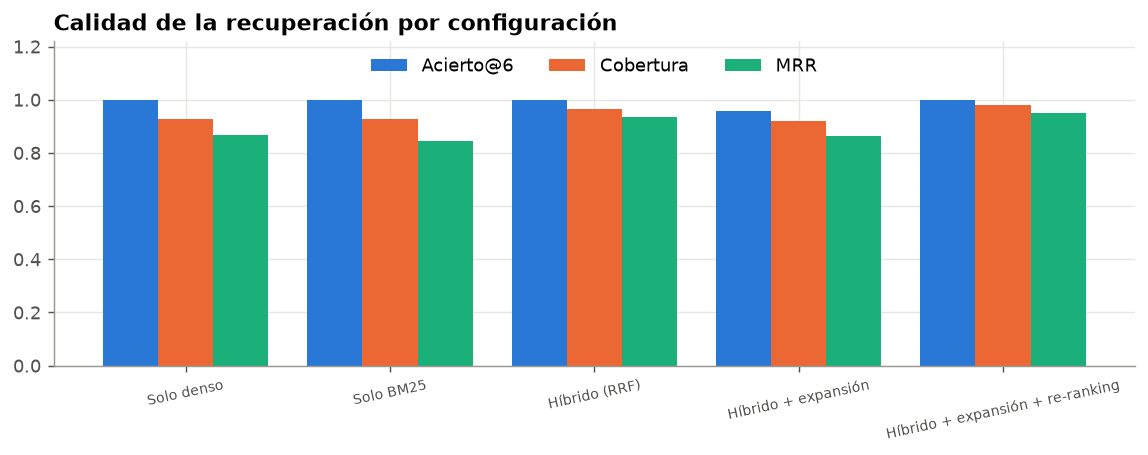 Calidad de la recuperación por configuración
1.2
Acierto@6 Cobertura MRR
1.0
0.8
0.6
0.4
0.2
0.0
Solo denso
Solo BM25
Híbrido (RRF)
Híbrido + expansión
Híbrido + expansión + re-ranking